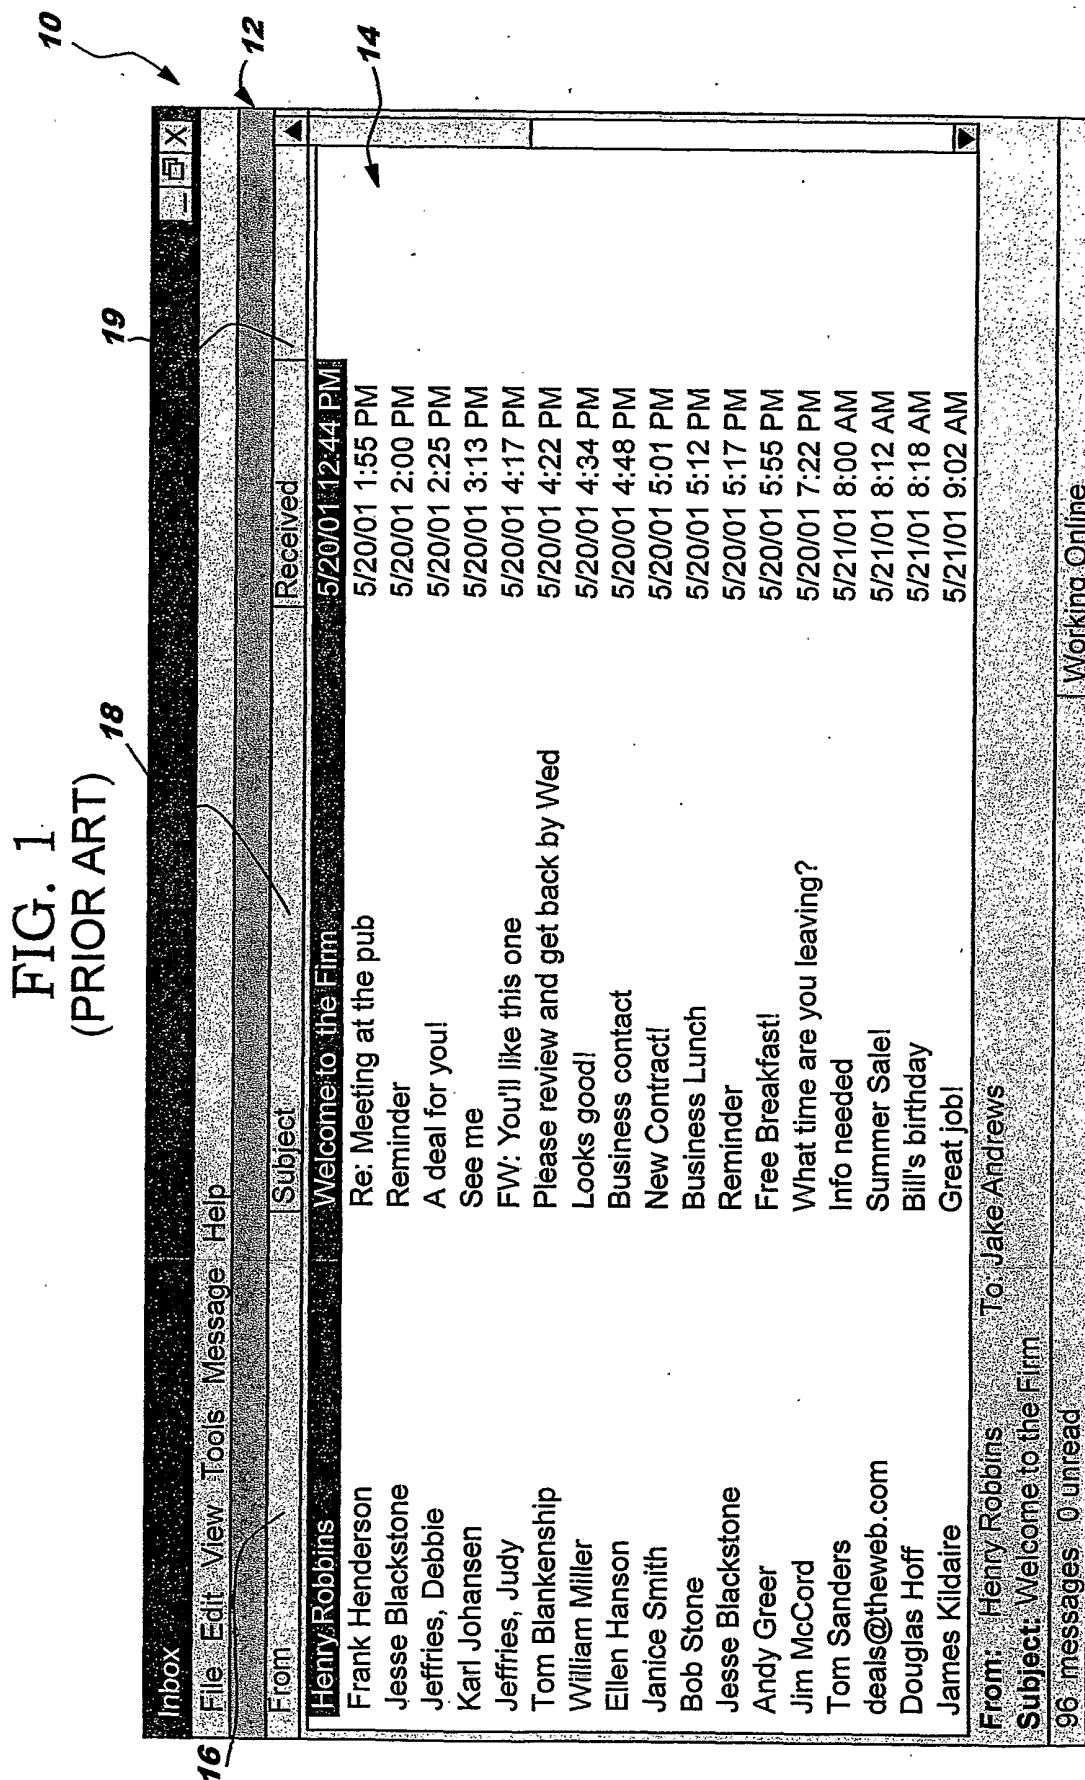 FIG. 1
(PRIOR ART)
10
12
14
16
18
19
Inbox
File Edit View Tools Message Help
From Subject Received
Henry Robbins Welcome to the Firm 5/20/01 12:44 PM
Frank Henderson Re: Meeting at the pub 5/20/01 1:55 PM
Jesse Blackstone Reminder 5/20/01 2:00 PM
Jeffries, Debbie A deal for you! 5/20/01 2:25 PM
Karl Johansen See me 5/20/01 3:13 PM
Jeffries, Judy FW: You'll like this one 5/20/01 4:17 PM
Tom Blankenship Please review and get back by Wed 5/20/01 4:22 PM
William Miller Looks good! 5/20/01 4:34 PM
Ellen Hanson Business contact 5/20/01 4:48 PM
Janice Smith New Contract! 5/20/01 5:01 PM
Bob Stone Business Lunch 5/20/01 5:12 PM
Jesse Blackstone Reminder 5/20/01 5:17 PM
Andy Greer Free Breakfast! 5/20/01 5:55 PM
Jim McCord What time are you leaving? 5/20/01 7:22 PM
Tom Sanders Info needed 5/21/01 8:00 AM
deals@theweb.com Summer Sale! 5/21/01 8:12 AM
Douglas Hoff Bill's birthday 5/21/01 8:18 AM
James Kildaire Great job! 5/21/01 9:02 AM
From: Henry Robbins To: Jake Andrews
Subject: Welcome to the Firm
96 messages, 0 unread Working Online